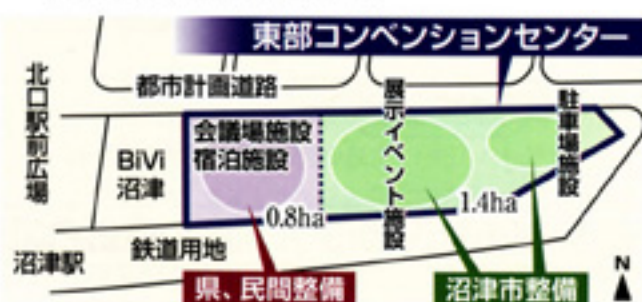 東部コンベンションセンター
北口駅前広場
都市計画道路
BiVi
沼津
会議場施設
宿泊施設
展示イベント施設
駐車場施設
0.8ha
1.4ha
鉄道用地
沼津駅
県、民間整備
沼津市整備
N